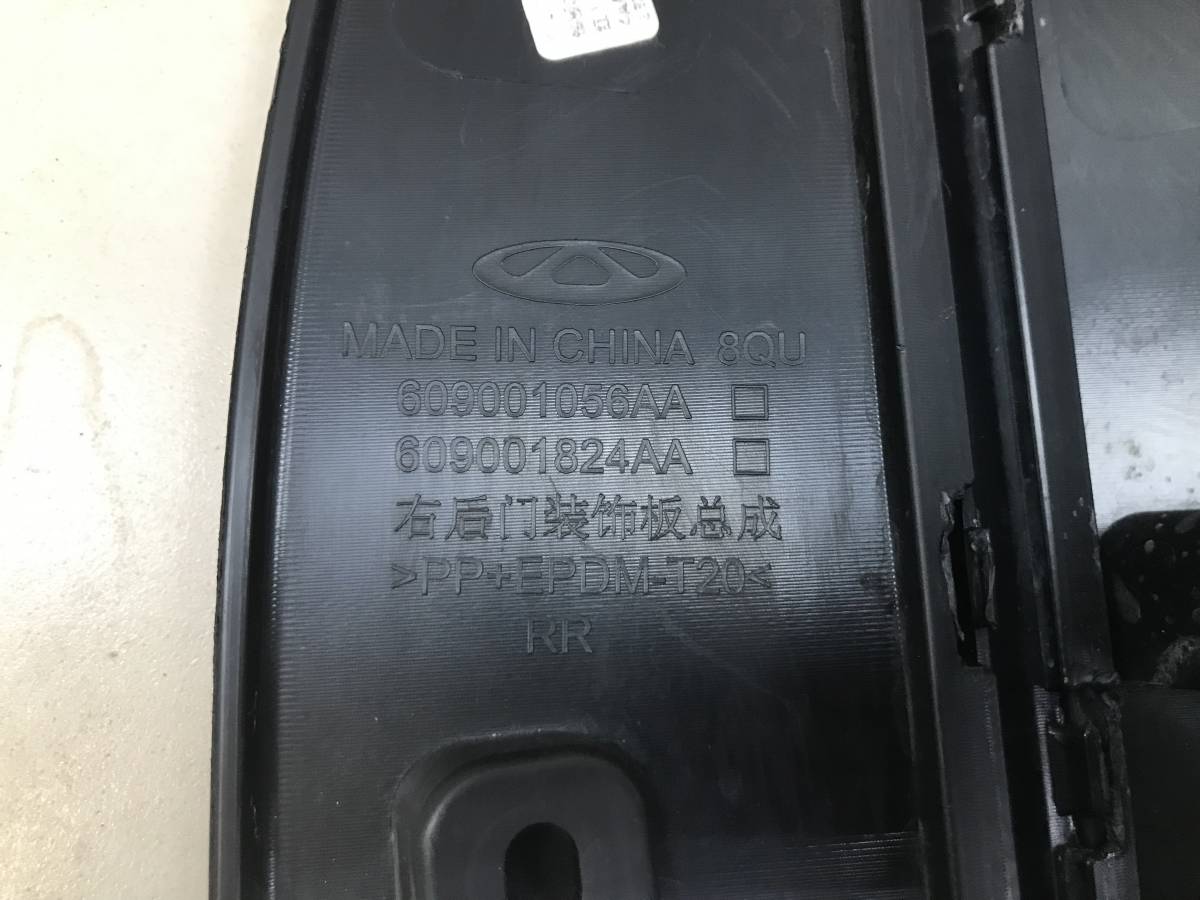 MADE IN CHINA 8QU
609001056AA □
609001824AA □
右后门装饰板总成
>PP+EPDM-T20<
RR